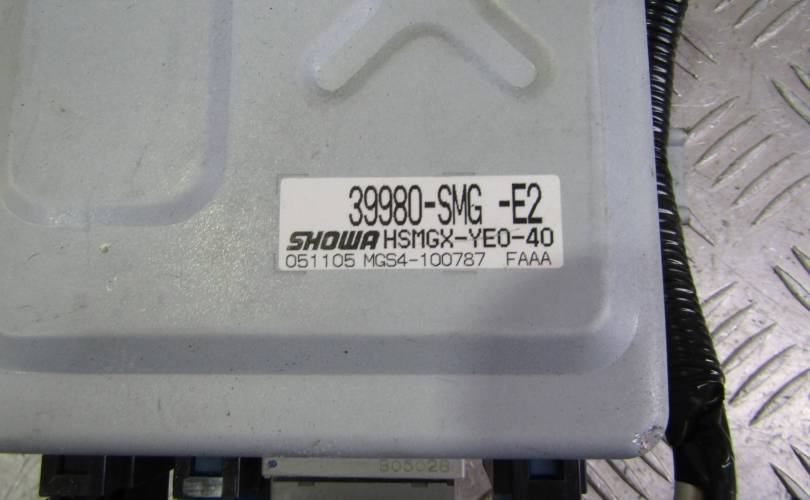 39980-SMG -E2
SHOWA HSMGX-YE0-40
051105 MGS4-100787 FAAA